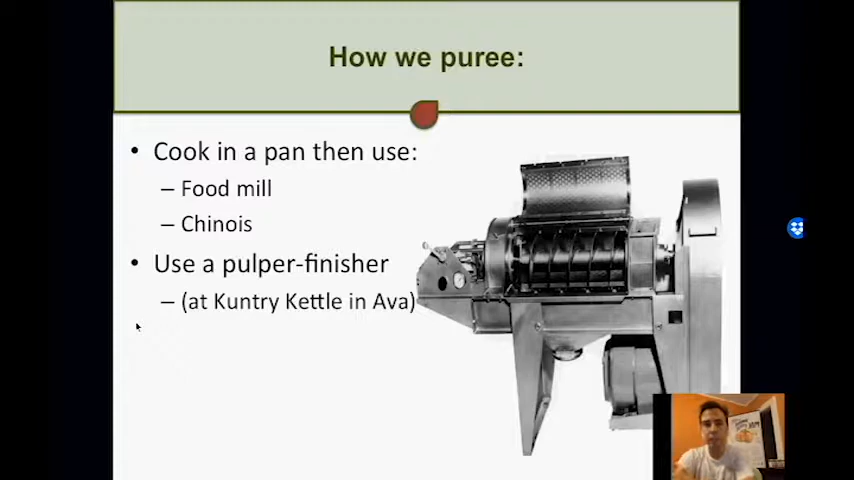 How we puree:
• Cook in a pan then use:
– Food mill
– Chinois
• Use a pulper-finisher
– (at Kuntry Kettle in Ava)